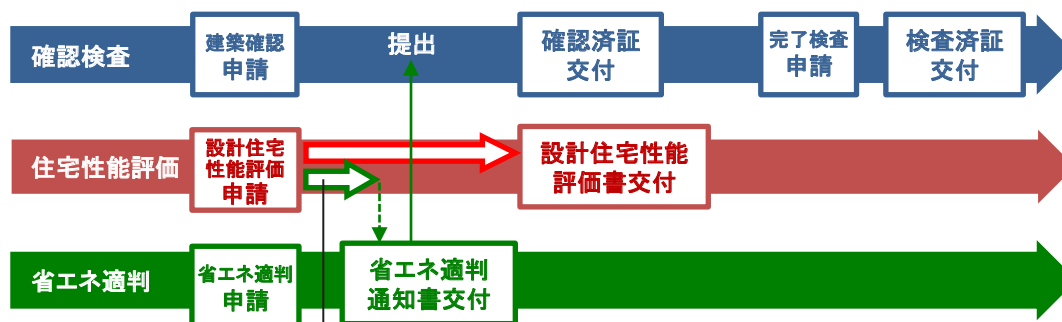 確認検査
建築確認
申請
提出
確認済証
交付
完了検査
申請
検査済証
交付
住宅性能評価
設計住宅
性能評価
申請
設計住宅性能
評価書交付
省エネ適判
省エネ適判
申請
省エネ適判
通知書交付